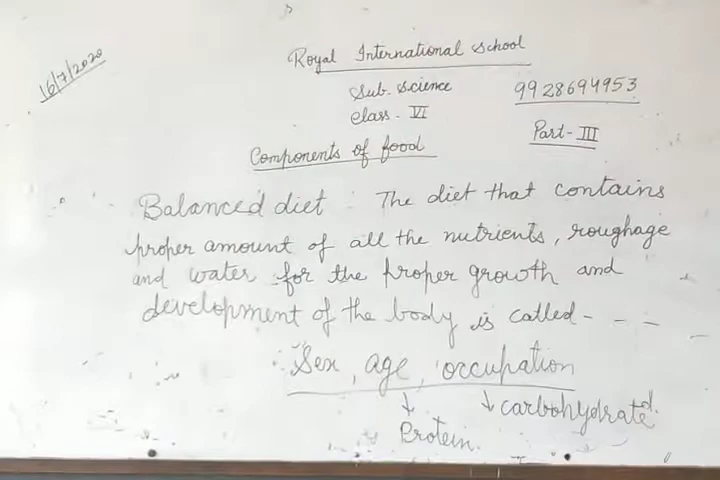 16/7/2020
Royal International School
Sub- Science
9928694953
Class- VI
Part- III
Components of food
Balanced diet : The diet that contains
proper amount of all the nutrients, roughage
and water for the proper growth and
development of the body is called - - -
Sex, age, occupation
↓ ↓ carbohydrated.
Protein.